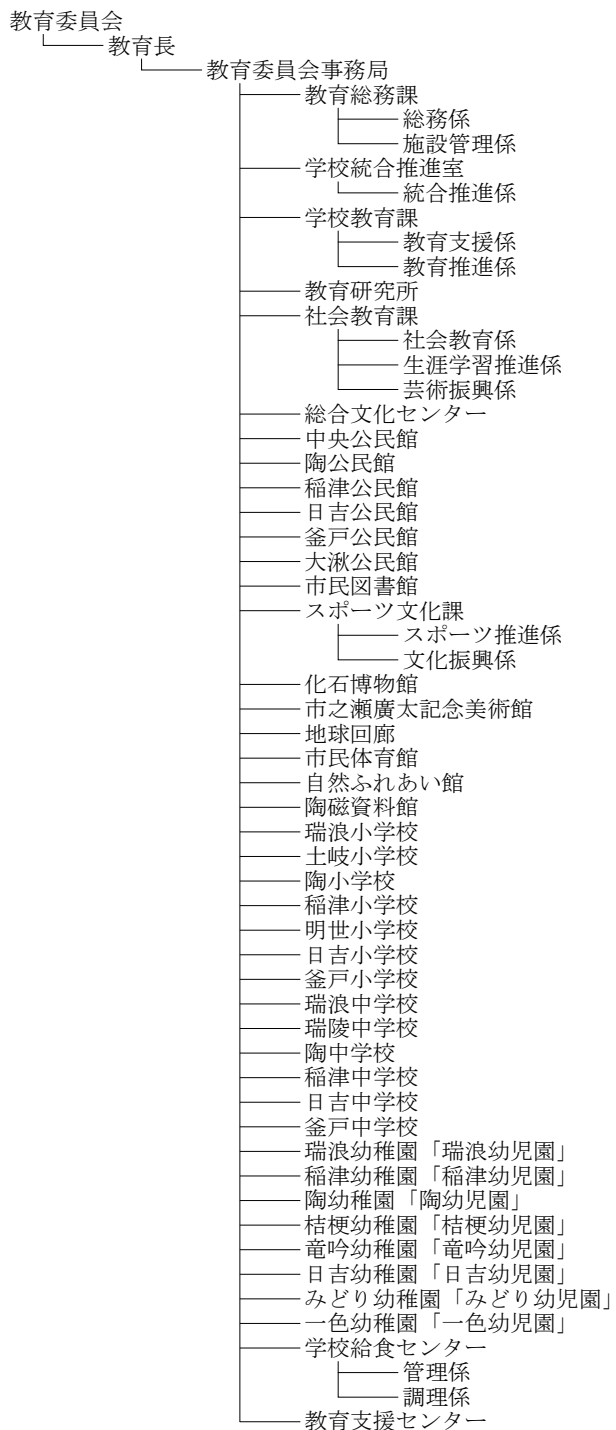 教育委員会
教育長
教育委員会事務局
教育総務課
総務係
施設管理係
学校統合推進室
統合推進係
学校教育課
教育支援係
教育推進係
教育研究所
社会教育課
社会教育係
生涯学習推進係
芸術振興係
総合文化センター
中央公民館
陶公民館
稲津公民館
日吉公民館
釜戸公民館
大湫公民館
市民図書館
スポーツ文化課
スポーツ推進係
文化振興係
化石博物館
市之瀬廣太記念美術館
地球回廊
市民体育館
自然ふれあい館
陶磁資料館
瑞浪小学校
土岐小学校
陶小学校
稲津小学校
明世小学校
日吉小学校
釜戸小学校
瑞浪中学校
瑞陵中学校
陶中学校
稲津中学校
日吉中学校
釜戸中学校
瑞浪幼稚園「瑞浪幼児園」
稲津幼稚園「稲津幼児園」
陶幼稚園「陶幼児園」
桔梗幼稚園「桔梗幼児園」
竜吟幼稚園「竜吟幼児園」
日吉幼稚園「日吉幼児園」
みどり幼稚園「みどり幼児園」
一色幼稚園「一色幼児園」
学校給食センター
管理係
調理係
教育支援センター